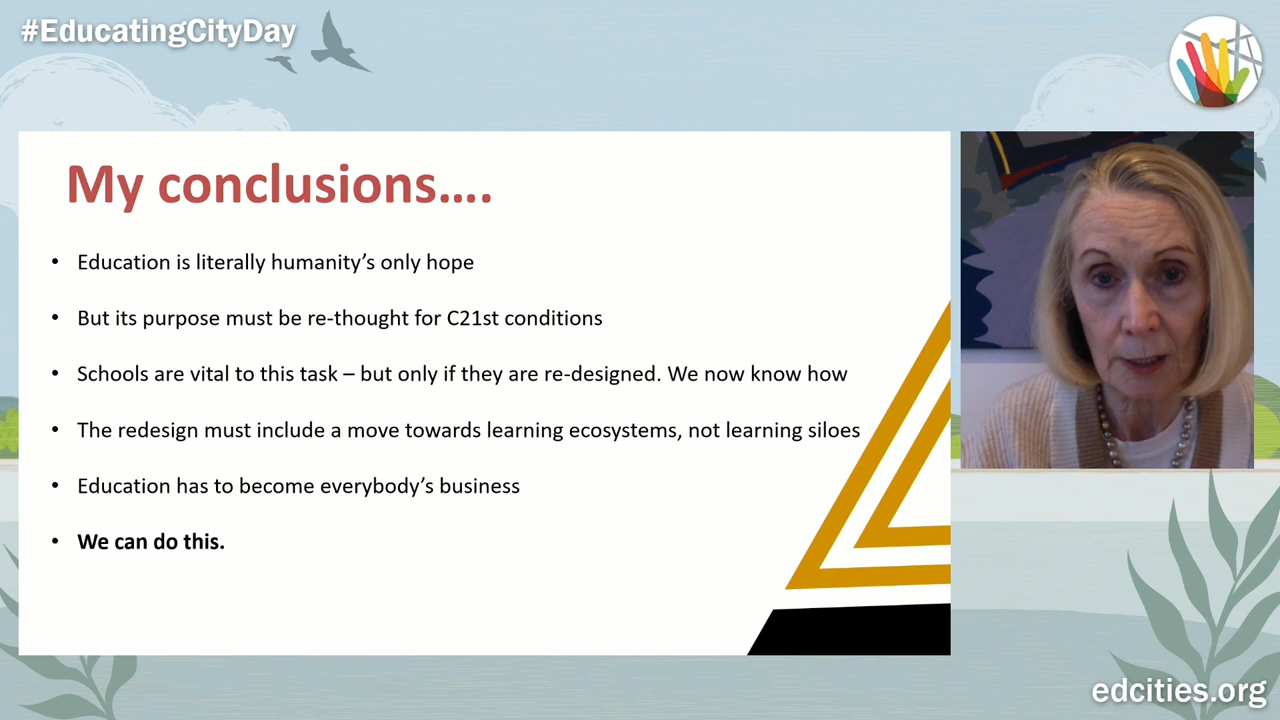 #EducatingCityDay
My conclusions….
• Education is literally humanity’s only hope
• But its purpose must be re-thought for C21st conditions
• Schools are vital to this task – but only if they are re-designed. We now know how
• The redesign must include a move towards learning ecosystems, not learning siloes
• Education has to become everybody’s business
• We can do this.
edcities.org